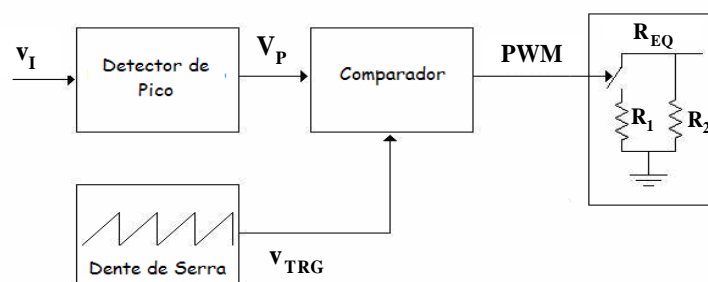 v_I
Detector de
Pico
V_P
Comparador
PWM
R_EQ
R_1
R_2
Dente de Serra
v_TRG